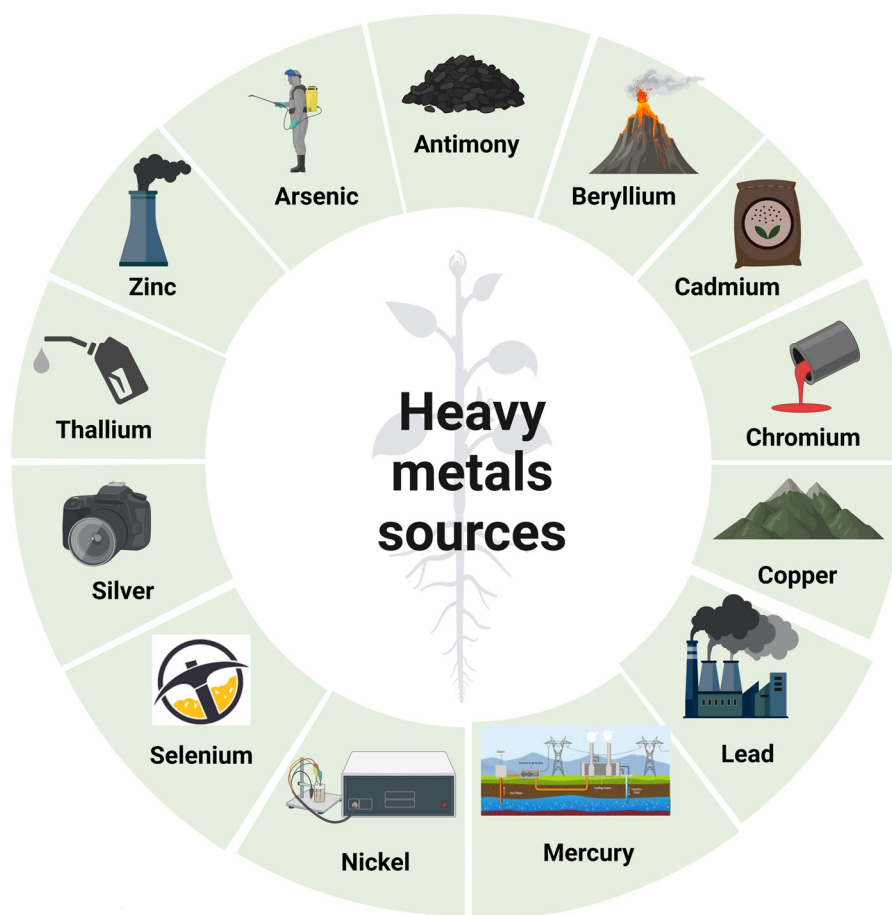 Antimony
Beryllium
Cadmium
Chromium
Copper
Lead
Mercury
Nickel
Selenium
Silver
Thallium
Zinc
Arsenic
Heavy
metals
sources